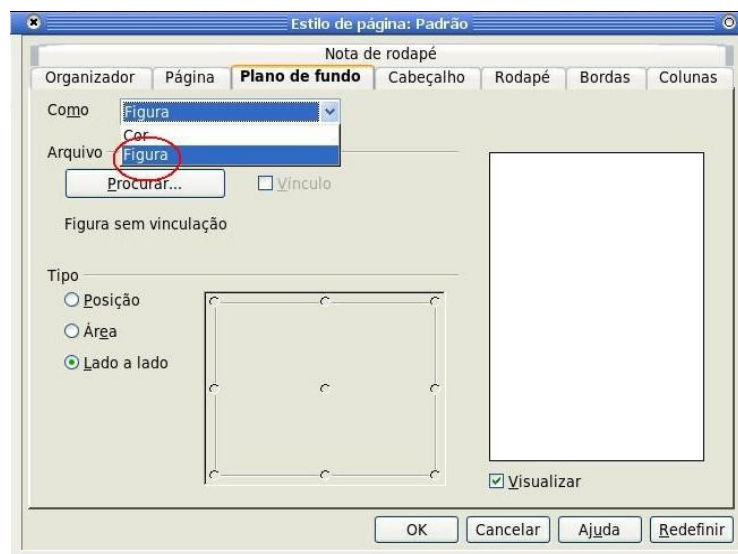 Estilo de página: Padrão
Nota de rodapé
Organizador Página Plano de fundo Cabeçalho Rodapé Bordas Colunas
Como Figura
Cor
Figura
Arquivo
Procurar... Vínculo
Figura sem vinculação
Tipo
Posição
Área
Lado a lado
Visualizar
OK Cancelar Ajuda Redefinir